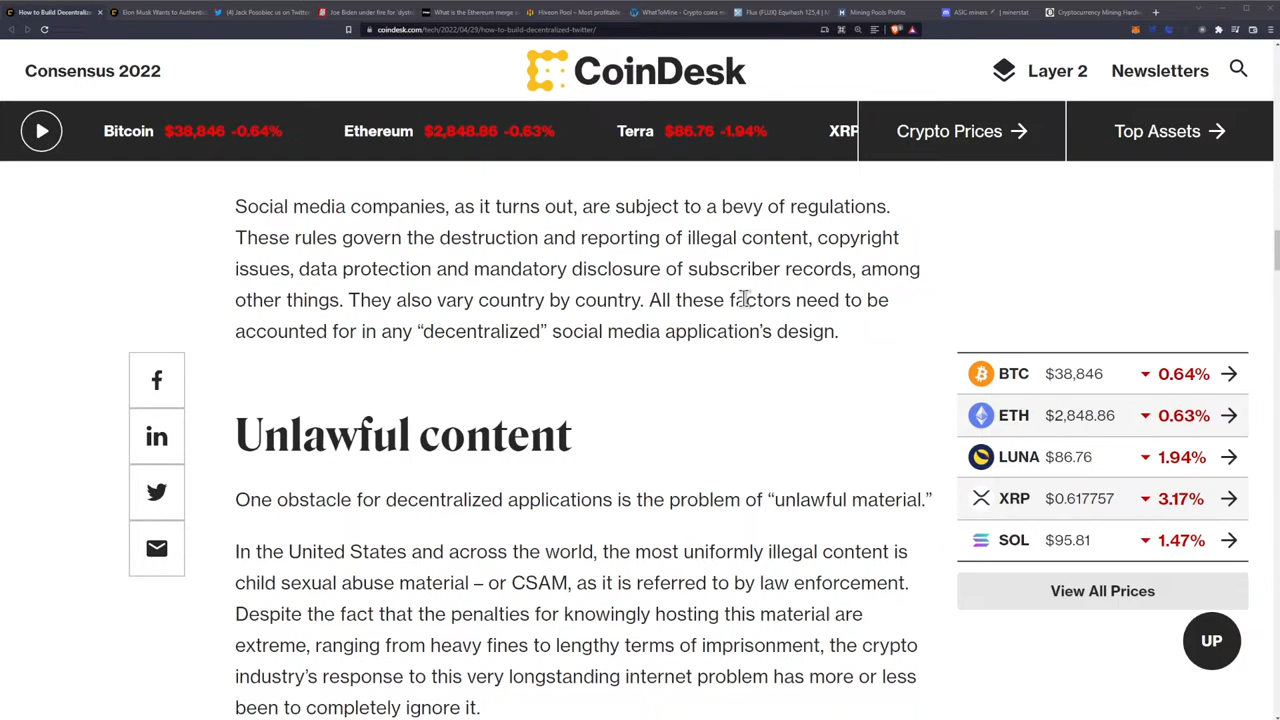 How to Build Decentraliz
Elon Musk Wants to Authentic
(4) Jack Posobiec us on Twitter
Joe Biden under fire for 'dysto
What is the Ethereum merge
Hiveon Pool – Most profitable
WhatToMine - Crypto coins m
Flux (FLUX) Equihash 125,4 | M
Mining Pools Profits
ASIC miners | minerstat
Cryptocurrency Mining Hard
coindesk.com/tech/2022/04/29/how-to-build-decentralized-twitter/
Consensus 2022
CoinDesk
Layer 2
Newsletters
Bitcoin $38,846 -0.64%
Ethereum $2,848.86 -0.63%
Terra $86.76 -1.94%
XRP
Crypto Prices
Top Assets
Social media companies, as it turns out, are subject to a bevy of regulations.
These rules govern the destruction and reporting of illegal content, copyright
issues, data protection and mandatory disclosure of subscriber records, among
other things. They also vary country by country. All these factors need to be
accounted for in any “decentralized” social media application’s design.
BTC $38,846 0.64%
ETH $2,848.86 0.63%
LUNA $86.76 1.94%
XRP $0.617757 3.17%
SOL $95.81 1.47%
View All Prices
Unlawful content
One obstacle for decentralized applications is the problem of “unlawful material.”
In the United States and across the world, the most uniformly illegal content is
child sexual abuse material – or CSAM, as it is referred to by law enforcement.
Despite the fact that the penalties for knowingly hosting this material are
extreme, ranging from heavy fines to lengthy terms of imprisonment, the crypto
industry’s response to this very longstanding internet problem has more or less
been to completely ignore it.
UP